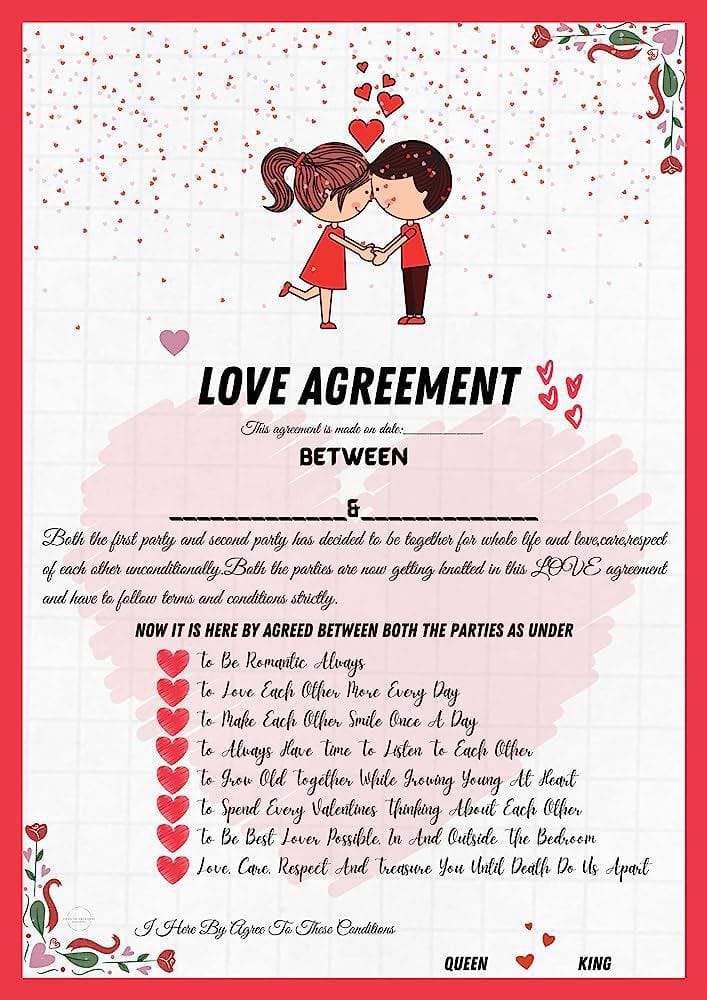 LOVE AGREEMENT
This agreement is made on date:____________
BETWEEN
________________&________________
Both the first party and second party has decided to be together for whole life and love,care,respect
of each other unconditionally.Both the parties are now getting knotted in this LOVE agreement
and have to follow terms and conditions strictly.
NOW IT IS HERE BY AGREED BETWEEN BOTH THE PARTIES AS UNDER
To Be Romantic Always
To Love Each Other More Every Day
To Make Each Other Smile Once A Day
To Always Have Time To Listen To Each Other
To Grow Old Together While Growing Young At Heart
To Spend Every Valentines Thinking About Each Other
To Be Best Lover Possible, In And Outside The Bedroom
Love, Care, Respect And Treasure You Until Death Do Us Apart
I Here By Agree To These Conditions
QUEEN KING